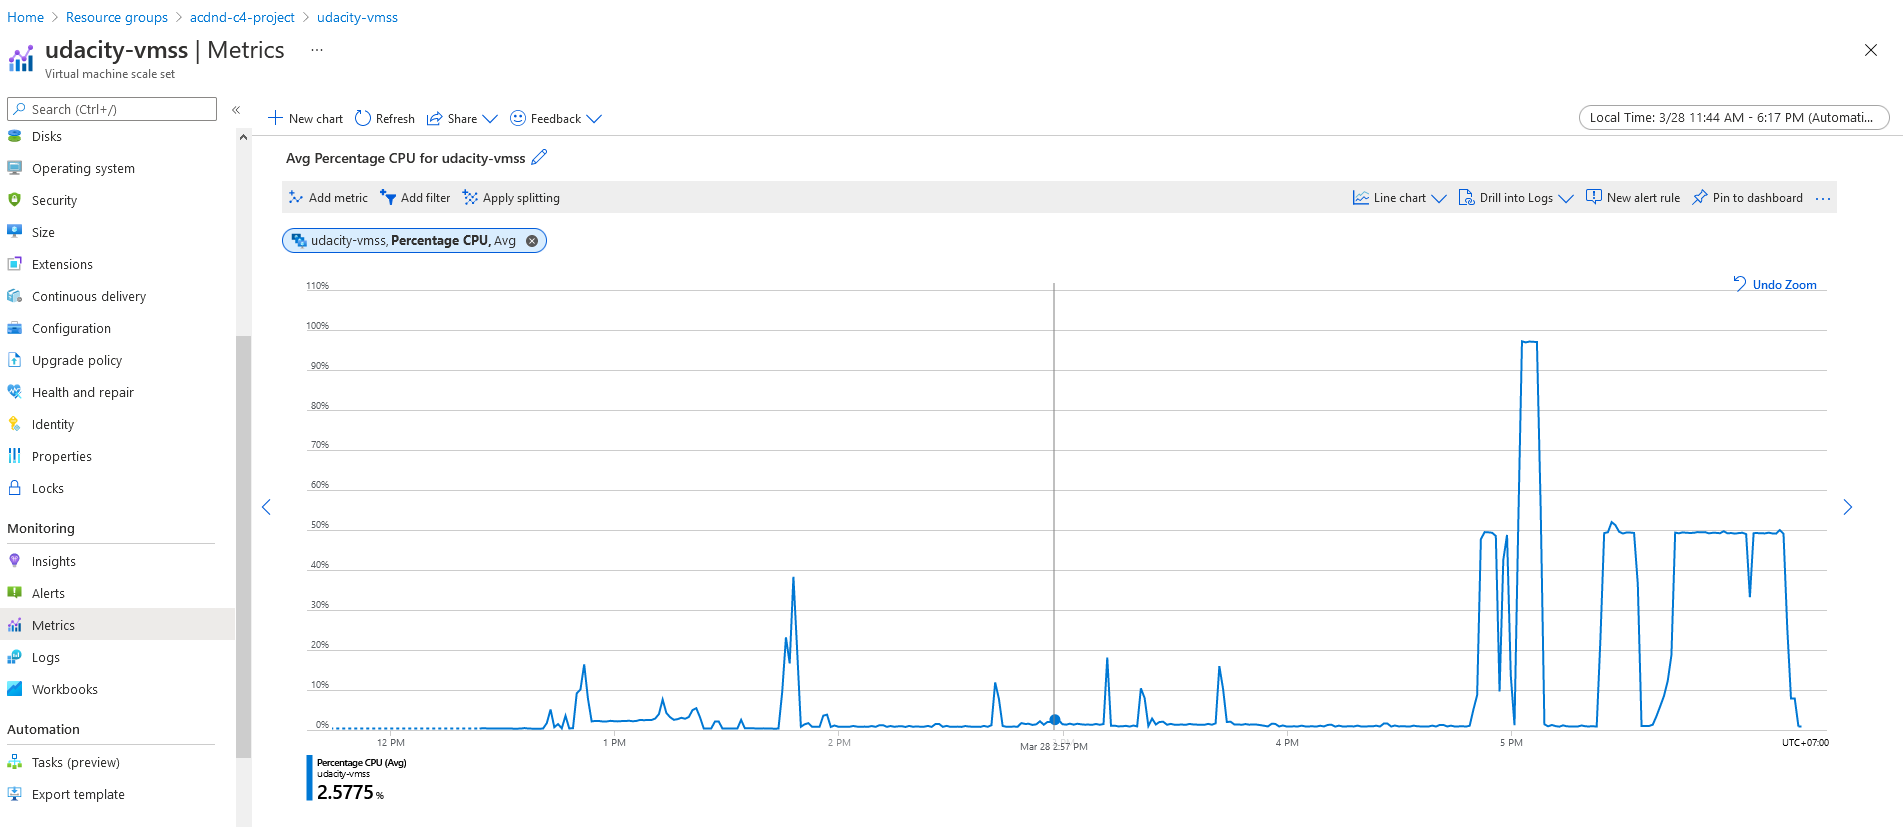 Home > Resource groups > acdnd-c4-project > udacity-vmss
udacity-vmss | Metrics ...
Virtual machine scale set
Search (Ctrl+/)
«
Disks
Operating system
Security
Size
Extensions
Continuous delivery
Configuration
Upgrade policy
Health and repair
Identity
Properties
Locks
Monitoring
Insights
Alerts
Metrics
Logs
Workbooks
Automation
Tasks (preview)
Export template
New chart Refresh Share Feedback
Local Time: 3/28 11:44 AM - 6:17 PM (Automati...
Avg Percentage CPU for udacity-vmss
Add metric Add filter Apply splitting
Line chart Drill into Logs New alert rule Pin to dashboard ...
udacity-vmss, Percentage CPU, Avg
Undo Zoom
110%
100%
90%
80%
70%
60%
50%
40%
30%
20%
10%
0%
12 PM 1 PM 2 PM Mar 28 2:57 PM 4 PM 5 PM UTC+07:00
Percentage CPU (Avg)
udacity-vmss
2.5775 %